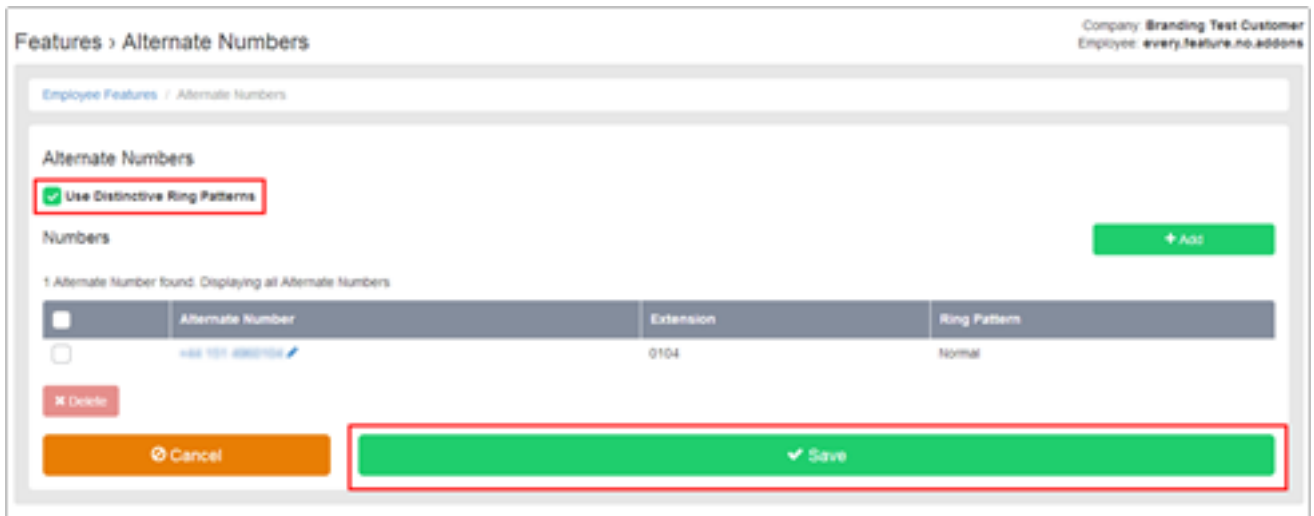 Company: Branding Test Customer
Features › Alternate Numbers
Employee: every.feature.no.addons
Employee Features / Alternate Numbers
Alternate Numbers
Use Distinctive Ring Patterns
Numbers
+ Add
1 Alternate Number found. Displaying all Alternate Numbers
Alternate Number Extension Ring Pattern
0104 Normal
Delete
Cancel Save